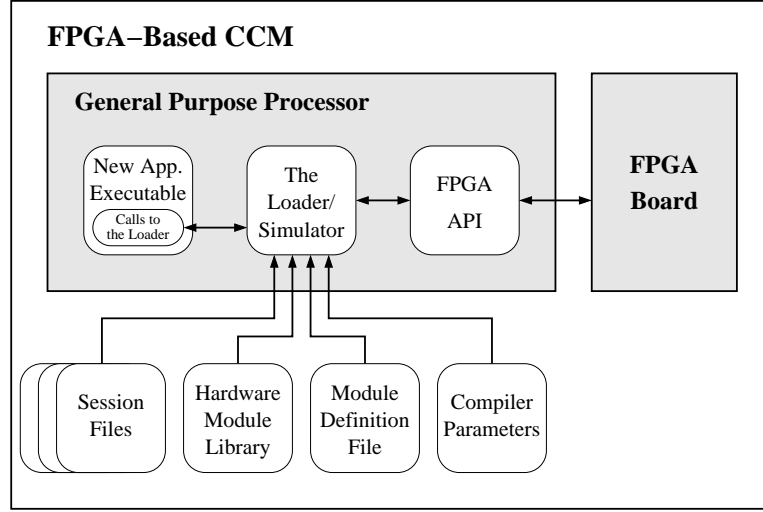 FPGA−Based CCM
General Purpose Processor
New App.
Executable
Calls to
the Loader
The
Loader/
Simulator
FPGA
API
FPGA
Board
Session
Files
Hardware
Module
Library
Module
Definition
File
Compiler
Parameters